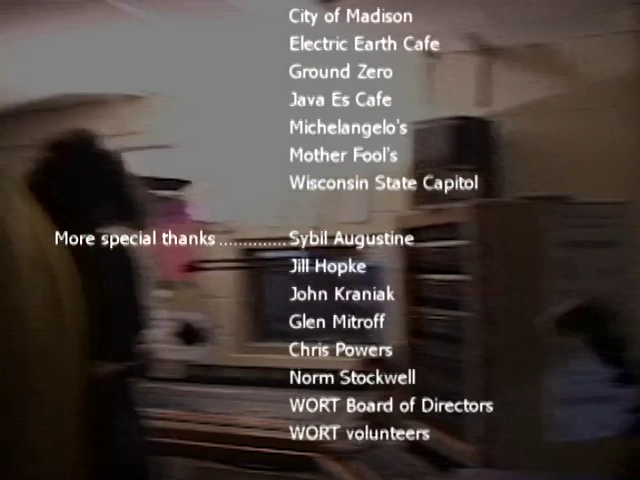 City of Madison
Electric Earth Cafe
Ground Zero
Java Es Cafe
Michelangelo's
Mother Fool's
Wisconsin State Capitol
More special thanks ............. Sybil Augustine
Jill Hopke
John Kraniak
Glen Mitroff
Chris Powers
Norm Stockwell
WORT Board of Directors
WORT volunteers